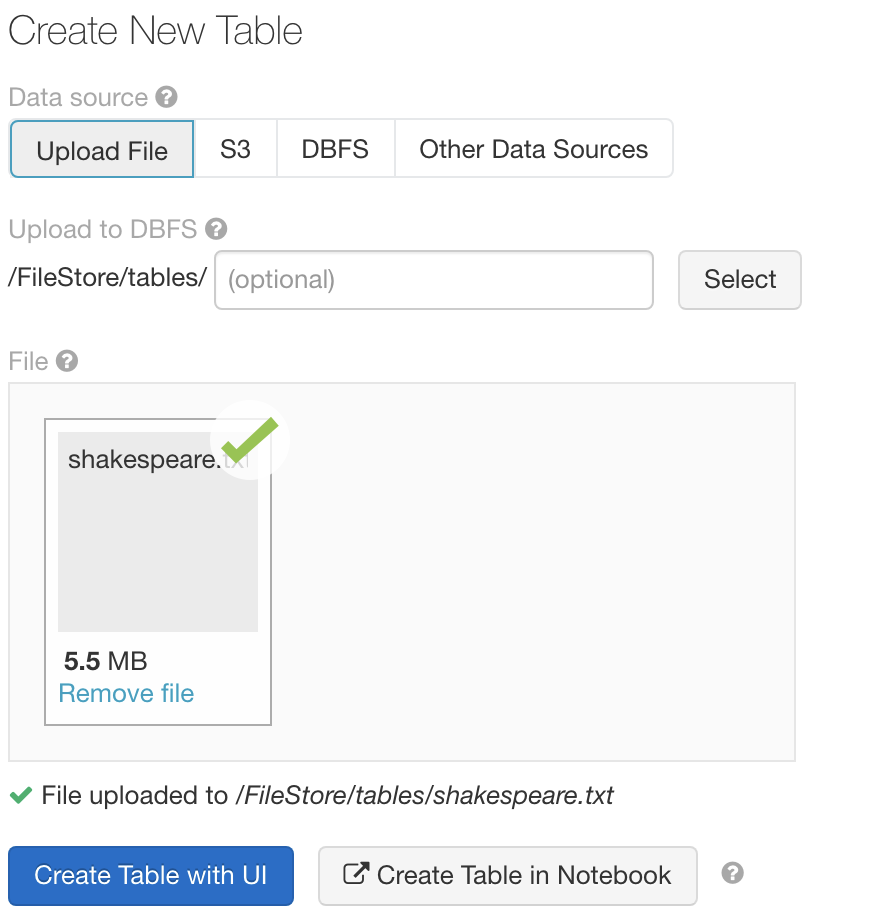 Create New Table
Data source ?
Upload File S3 DBFS Other Data Sources
Upload to DBFS ?
/FileStore/tables/ (optional) Select
File ?
shakespeare.txt
5.5 MB
Remove file
File uploaded to /FileStore/tables/shakespeare.txt
Create Table with UI Create Table in Notebook ?